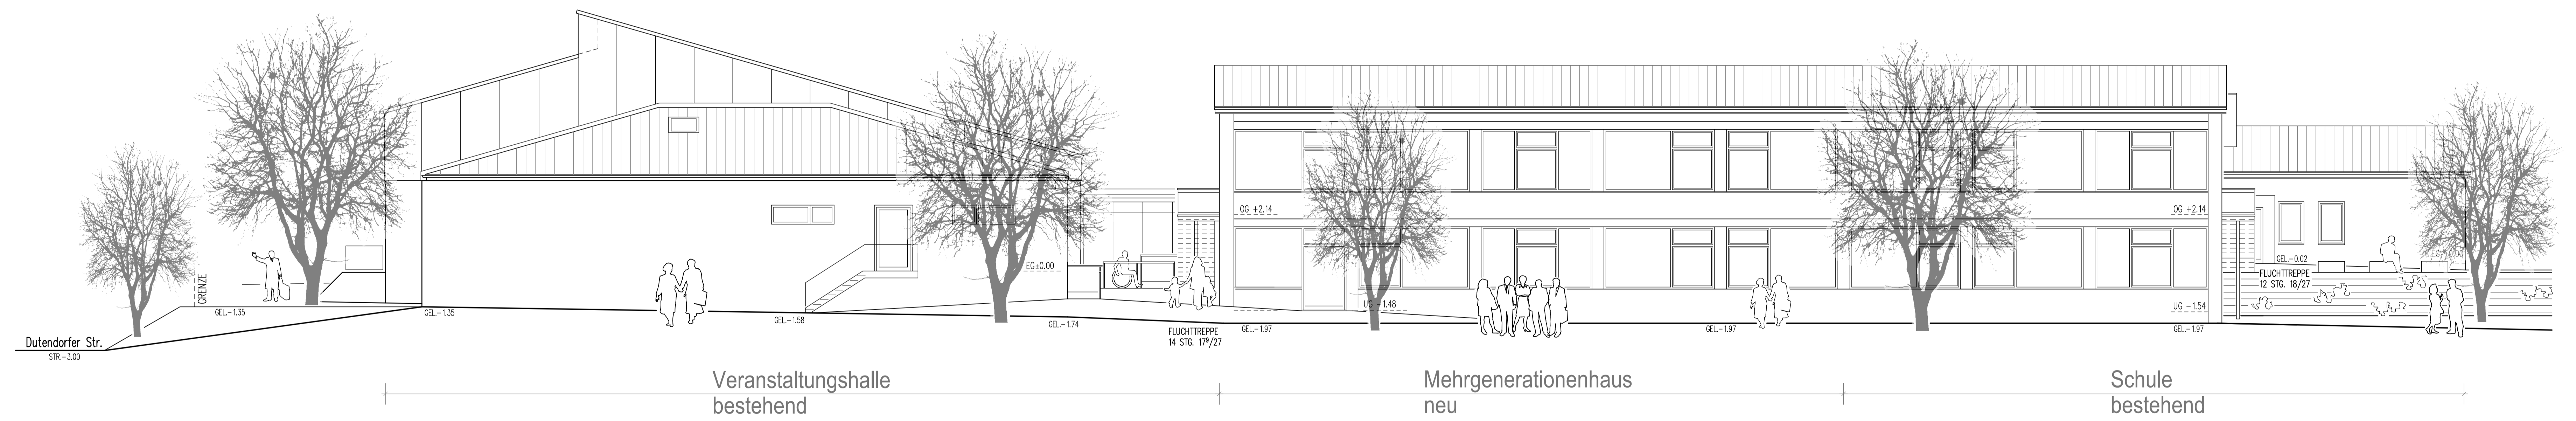 Dutendorfer Str.
STR.-3.00
GRENZE
GEL.-1.35
GEL.-1.35
GEL.-1.58
EG±0.00
GEL.-1.74
FLUCHTTREPPE
14 STG. 17⁹/27
OG +2.14
UG -1.48
GEL.-1.97
GEL.-1.97
OG +2.14
UG -1.54
GEL.-1.97
GEL.-0.02
FLUCHTTREPPE
12 STG. 18/27
Veranstaltungshalle
bestehend
Mehrgenerationenhaus
neu
Schule
bestehend